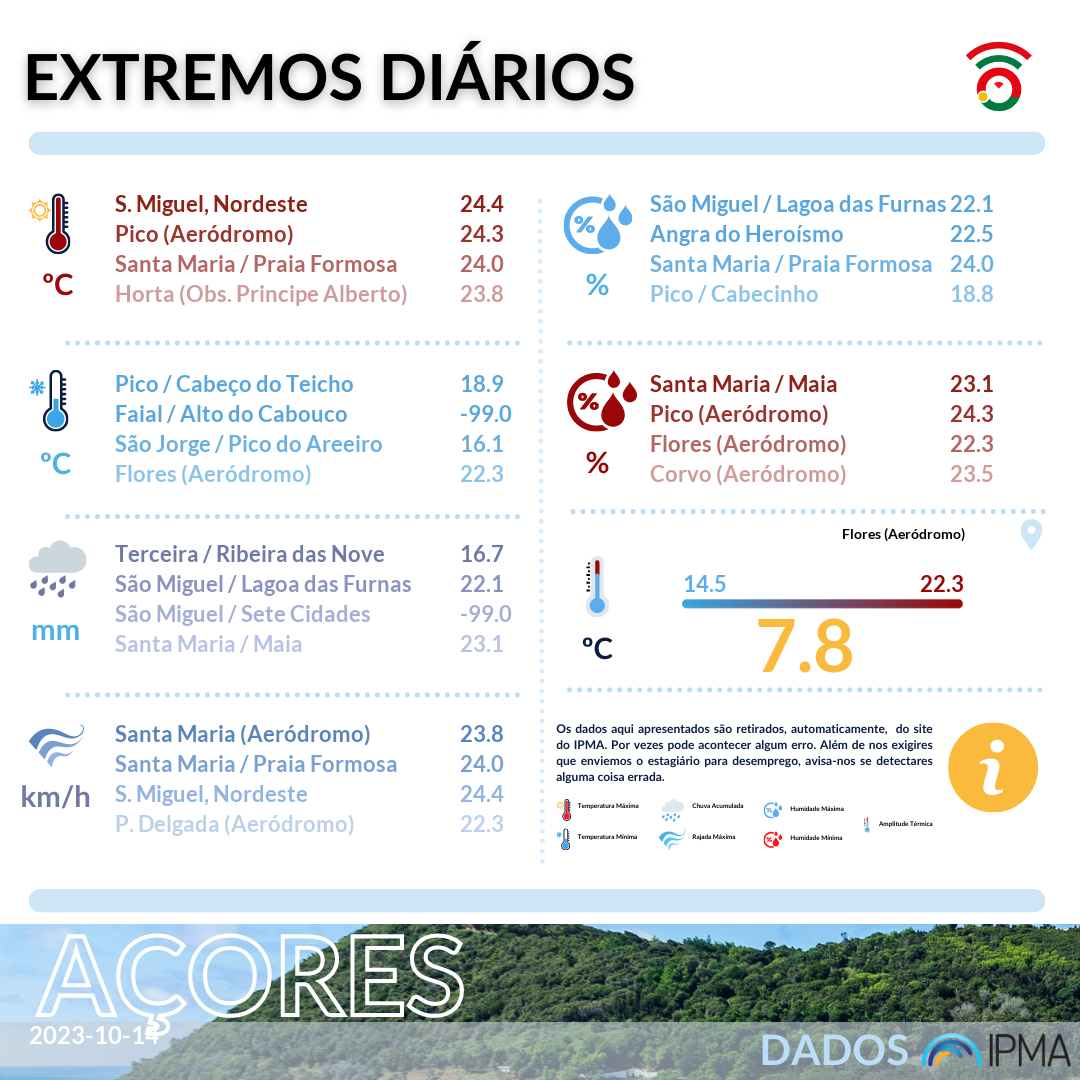 EXTREMOS DIÁRIOS
S. Miguel, Nordeste 24.4
Pico (Aeródromo) 24.3
Santa Maria / Praia Formosa 24.0
Horta (Obs. Principe Alberto) 23.8
ºC
São Miguel / Lagoa das Furnas 22.1
Angra do Heroísmo 22.5
Santa Maria / Praia Formosa 24.0
Pico / Cabecinho 18.8
%
Pico / Cabeço do Teicho 18.9
Faial / Alto do Cabouco -99.0
São Jorge / Pico do Areeiro 16.1
Flores (Aeródromo) 22.3
ºC
Santa Maria / Maia 23.1
Pico (Aeródromo) 24.3
Flores (Aeródromo) 22.3
Corvo (Aeródromo) 23.5
%
Terceira / Ribeira das Nove 16.7
São Miguel / Lagoa das Furnas 22.1
São Miguel / Sete Cidades -99.0
Santa Maria / Maia 23.1
mm
Flores (Aeródromo)
14.5 22.3
7.8
ºC
Santa Maria (Aeródromo) 23.8
Santa Maria / Praia Formosa 24.0
S. Miguel, Nordeste 24.4
P. Delgada (Aeródromo) 22.3
km/h
Os dados aqui apresentados são retirados, automaticamente, do site
do IPMA. Por vezes pode acontecer algum erro. Além de nos exigires
que enviemos o estagiário para desemprego, avisa-nos se detectares
alguma coisa errada.
i
Temperatura Máxima Chuva Acumulada Humidade Máxima
Amplitude Térmica
Temperatura Mínima Rajada Máxima Humidade Mínima
AÇORES
2023-10-14
DADOS IPMA